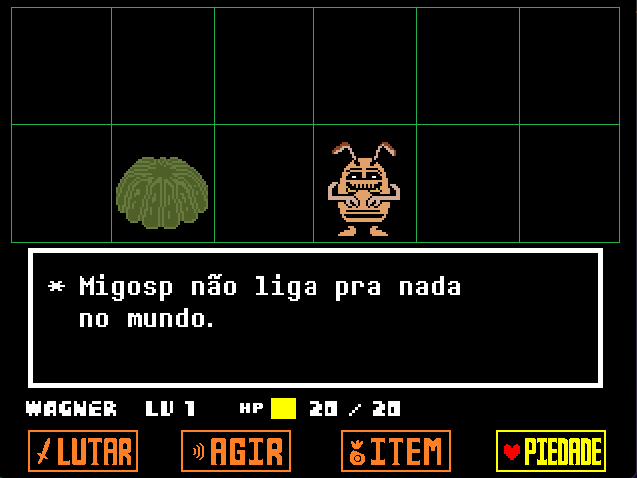 * Migosp não liga pra nada
no mundo.
WAGNER LV 1 HP 20 / 20
LUTAR AGIR ITEM PIEDADE